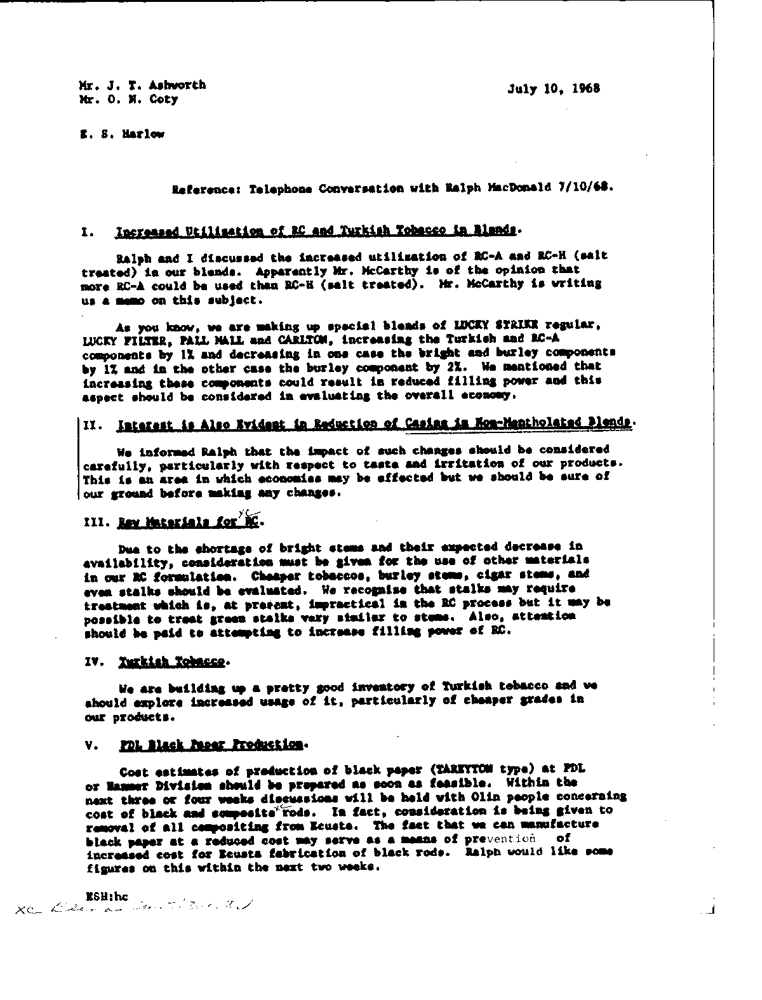 Mr. J. T. Ashworth
Mr. O. N. Coty
July 10, 1968
E. S. Harlow
Reference: Telephone Conversation with Ralph MacDonald 7/10/68.
I. Increased Utilization of RC and Turkish Tobacco in Blends.
Ralph and I discussed the increased utilization of RC-A and RC-H (salt
treated) in our blends. Apparently Mr. McCarthy is of the opinion that
more RC-A could be used than RC-H (salt treated). Mr. McCarthy is writing
us a memo on this subject.
As you know, we are making up special blends of LUCKY STRIKE regular,
LUCKY FILTER, PALL MALL and CARLTON, increasing the Turkish and RC-A
components by 1% and decreasing in one case the bright and burley components
by 1% and in the other case the burley component by 2%. We mentioned that
increasing these components could result in reduced filling power and this
aspect should be considered in evaluating the overall economy.
II. Interest is Also Evident in Reduction of Casing in Non-Mentholated Blends.
We informed Ralph that the impact of such changes should be considered
carefully, particularly with respect to taste and irritation of our products.
This is an area in which economies may be effected but we should be sure of
our ground before making any changes.
III. Raw Materials for RC.
Due to the shortage of bright stems and their expected decrease in
availability, consideration must be given for the use of other materials
in our RC formulation. Cheaper tobaccos, burley stems, cigar stems, and
even stalks should be evaluated. We recognize that stalks may require
treatment which is, at present, impractical in the RC process but it may be
possible to treat green stalks very similar to stems. Also, attention
should be paid to attempting to increase filling power of RC.
IV. Turkish Tobacco.
We are building up a pretty good inventory of Turkish tobacco and we
should explore increased usage of it, particularly of cheaper grades in
our products.
V. PDL Black Paper Production.
Cost estimates of production of black paper (TAREYTON type) at PDL
or Hanmer Division should be prepared as soon as feasible. Within the
next three or four weeks discussions will be held with Olin people concerning
cost of black and composite rods. In fact, consideration is being given to
removal of all compositing from Ecusta. The fact that we can manufacture
black paper at a reduced cost may serve as a means of prevention of
increased cost for Ecusta fabrication of black rods. Ralph would like some
figures on this within the next two weeks.
ESH:hc
xc